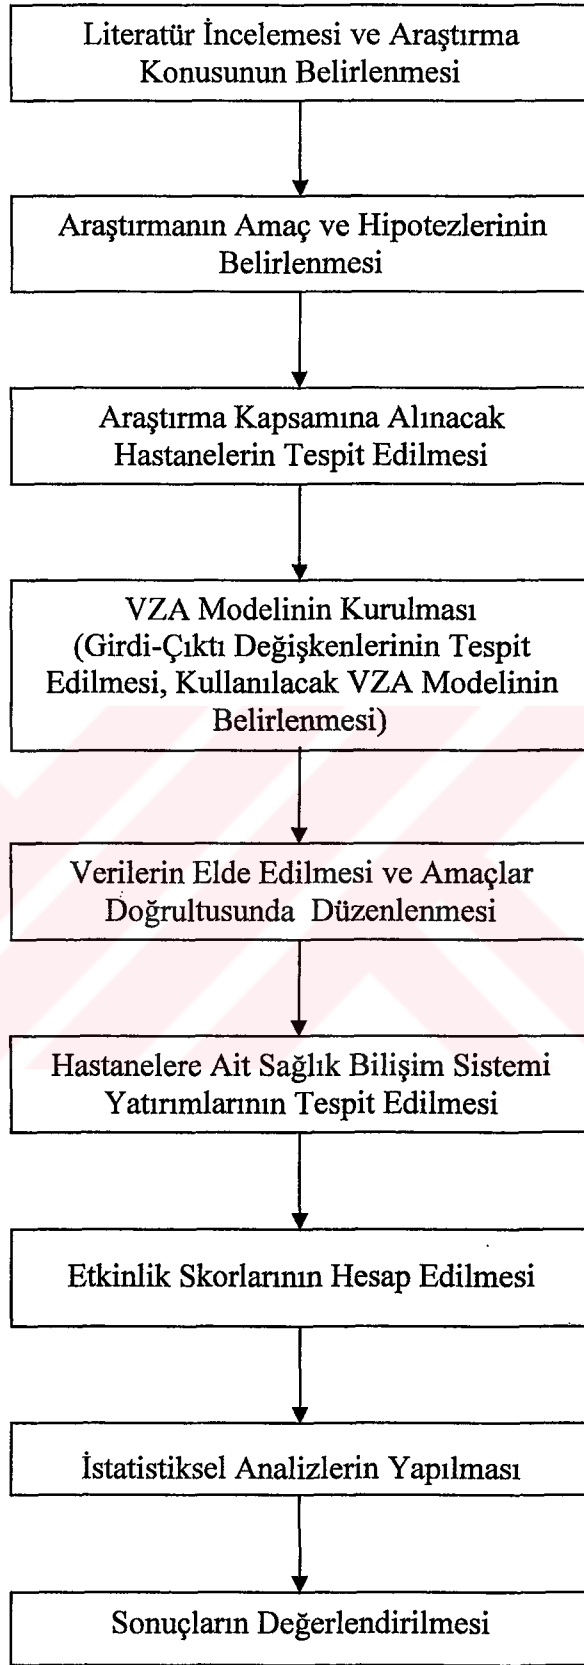 Literatür İncelemesi ve Araştırma
Konusunun Belirlenmesi
Araştırmanın Amaç ve Hipotezlerinin
Belirlenmesi
Araştırma Kapsamına Alınacak
Hastanelerin Tespit Edilmesi
VZA Modelinin Kurulması
(Girdi-Çıktı Değişkenlerinin Tespit
Edilmesi, Kullanılacak VZA Modelinin
Belirlenmesi)
Verilerin Elde Edilmesi ve Amaçlar
Doğrultusunda Düzenlenmesi
Hastanelere Ait Sağlık Bilişim Sistemi
Yatırımlarının Tespit Edilmesi
Etkinlik Skorlarının Hesap Edilmesi
İstatistiksel Analizlerin Yapılması
Sonuçların Değerlendirilmesi